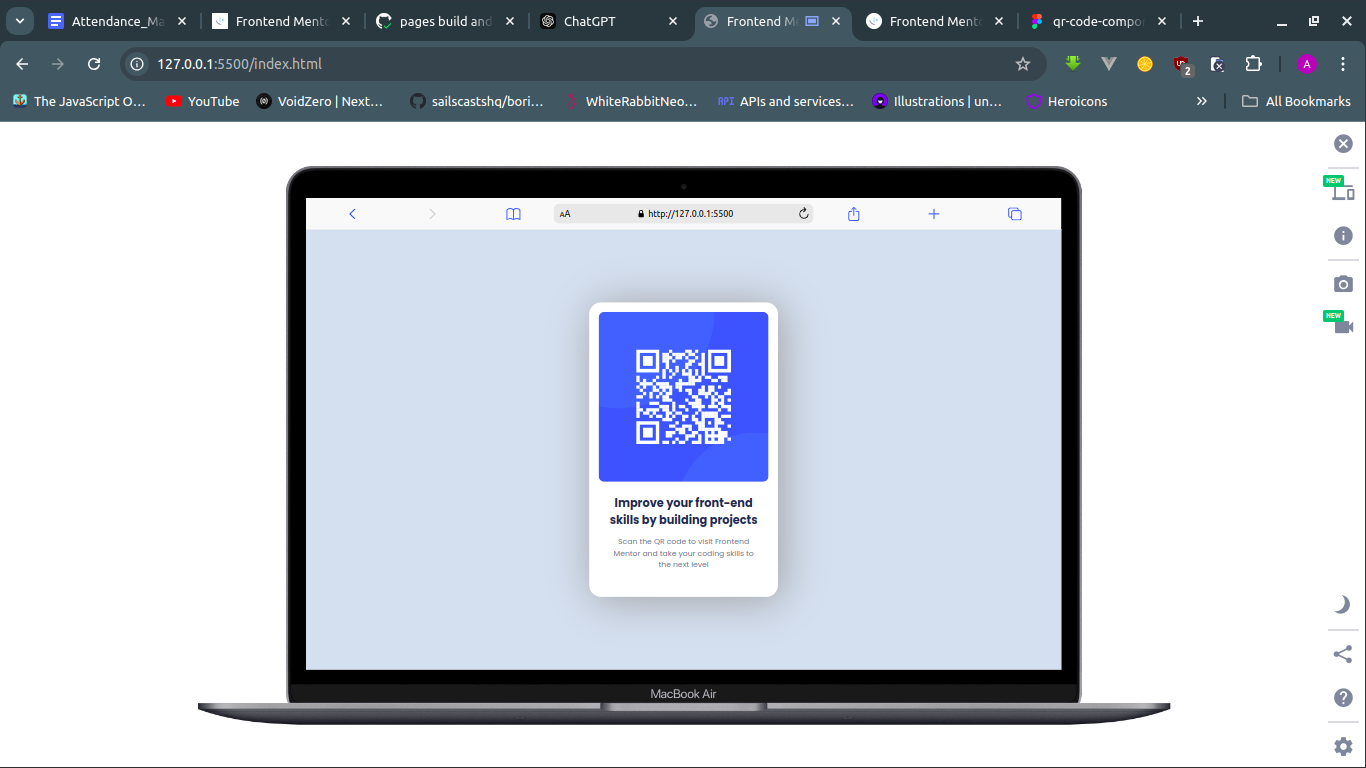 Attendance_Ma
Frontend Mento
pages build and
ChatGPT
Frontend Me
Frontend Mento
qr-code-compo
127.0.0.1:5500/index.html
2
A
The JavaScript O...
YouTube
VoidZero | Next...
sailscastshq/bori...
WhiteRabbitNeo...
API
APIs and services...
Illustrations | un...
Heroicons
All Bookmarks
NEW
AA
http://127.0.0.1:5500
NEW
Improve your front-end
skills by building projects
Scan the QR code to visit Frontend
Mentor and take your coding skills to
the next level
MacBook Air